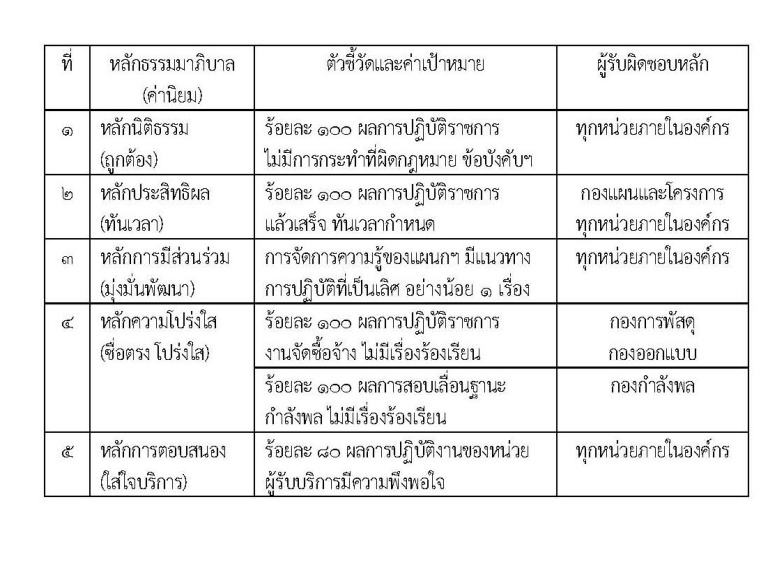 ที่ หลักธรรมมาภิบาล ตัวชี้วัดและค่าเป้าหมาย ผู้รับผิดชอบหลัก
(ค่านิยม)
๑ หลักนิติธรรม ร้อยละ ๑๐๐ ผลการปฏิบัติราชการ ทุกหน่วยภายในองค์กร
(ถูกต้อง) ไม่มีการกระทำที่ผิดกฎหมาย ข้อบังคับฯ
๒ หลักประสิทธิผล ร้อยละ ๑๐๐ ผลการปฏิบัติราชการ กองแผนและโครงการ
(ทันเวลา) แล้วเสร็จ ทันเวลากำหนด ทุกหน่วยภายในองค์กร
๓ หลักการมีส่วนร่วม การจัดการความรู้ของแผนกฯ มีแนวทาง ทุกหน่วยภายในองค์กร
(มุ่งมั่นพัฒนา) การปฏิบัติที่เป็นเลิศ อย่างน้อย ๑ เรื่อง
๔ หลักความโปร่งใส ร้อยละ ๑๐๐ ผลการปฏิบัติราชการ กองการพัสดุ
(ซื่อตรง โปร่งใส) งานจัดซื้อจ้าง ไม่มีเรื่องร้องเรียน กองออกแบบ
ร้อยละ ๑๐๐ ผลการสอบเลื่อนฐานะ กองกำลังพล
กำลังพล ไม่มีเรื่องร้องเรียน
๕ หลักการตอบสนอง ร้อยละ ๘๐ ผลการปฏิบัติงานของหน่วย ทุกหน่วยภายในองค์กร
(ใส่ใจบริการ) ผู้รับบริการมีความพึงพอใจ